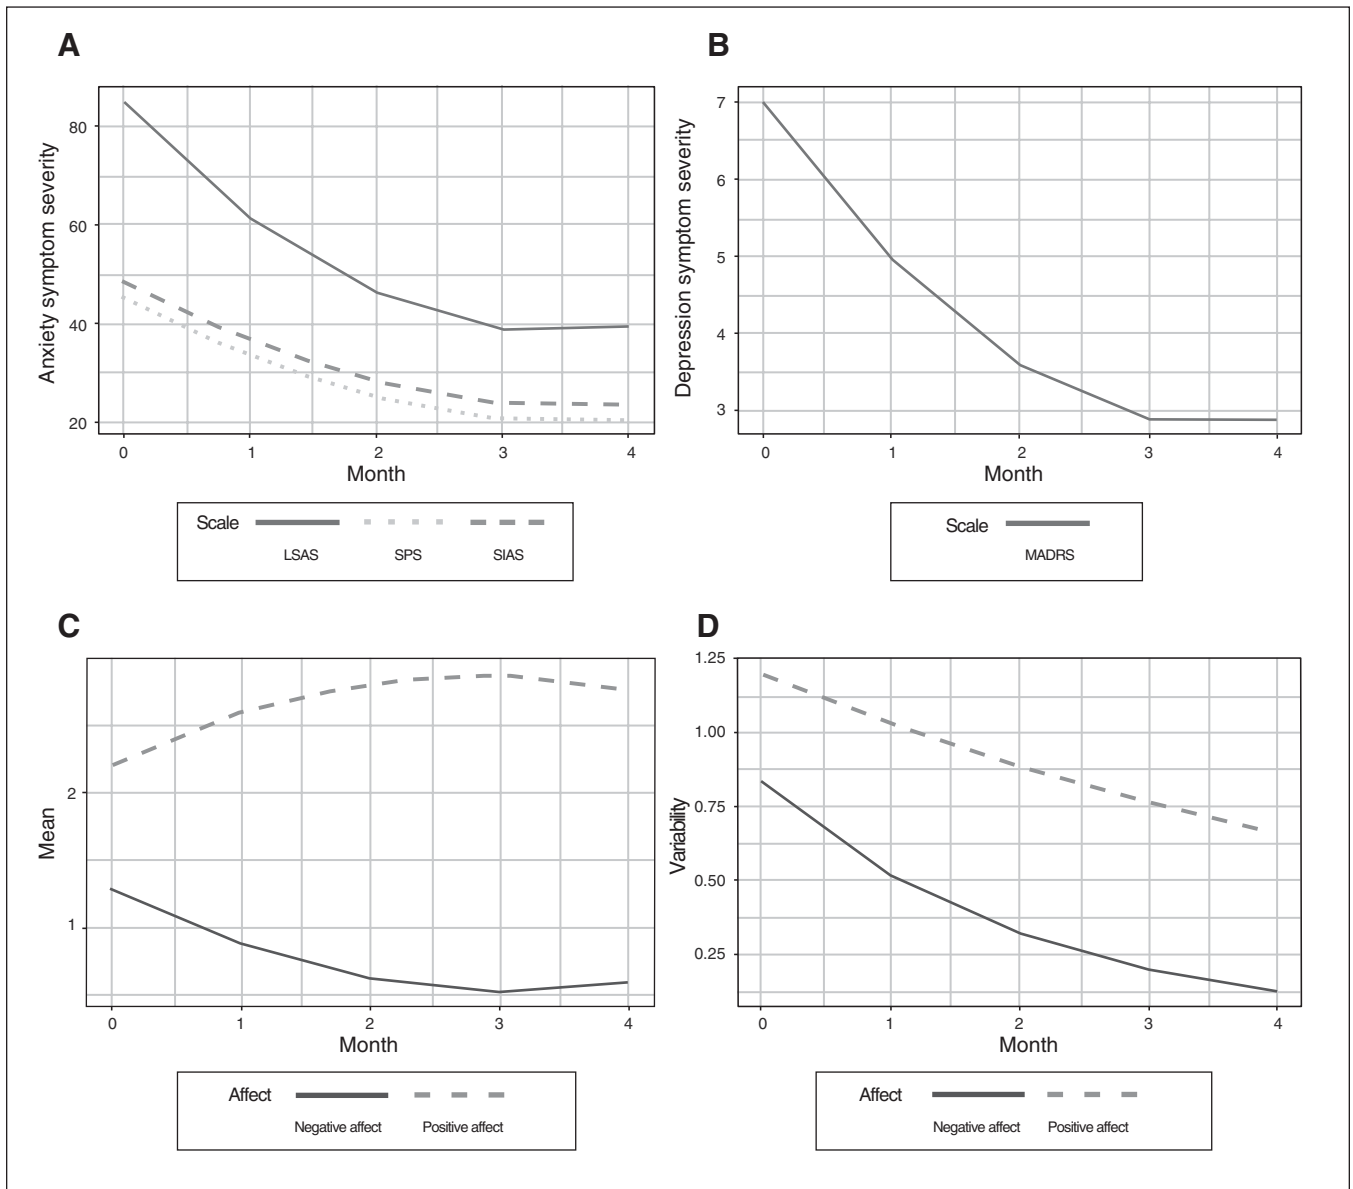 A
Anxiety symptom severity
80
60
40
20
0 1 2 3 4
Month
Scale
LSAS SPS SIAS
B
Depression symptom severity
7
6
5
4
3
0 1 2 3 4
Month
Scale
MADRS
C
Mean
2
1
0 1 2 3 4
Month
Affect
Negative affect Positive affect
D
Variability
1.25
1.00
0.75
0.50
0.25
0 1 2 3 4
Month
Affect
Negative affect Positive affect